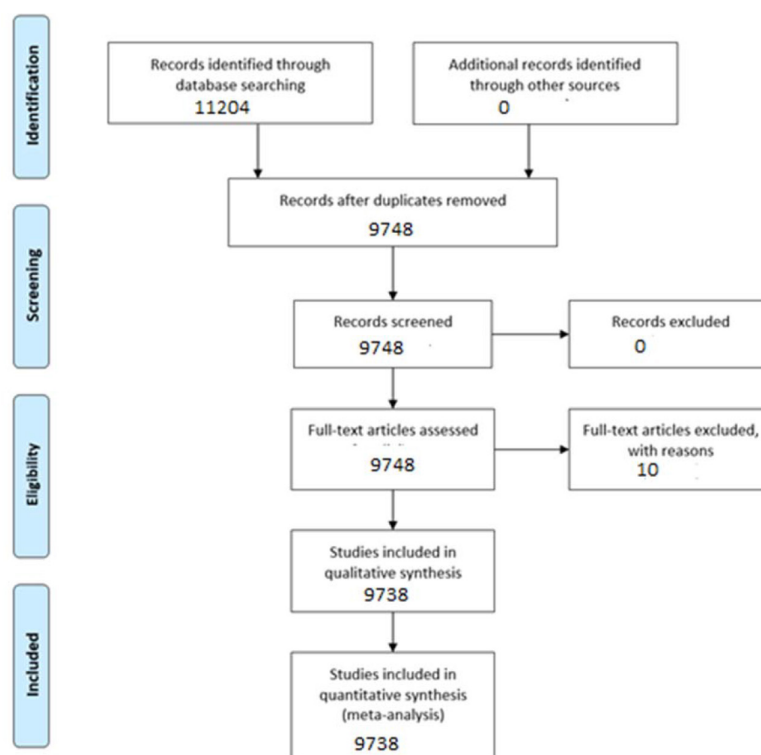 Identification
Records identified through
database searching
11204
Additional records identified
through other sources
0
Records after duplicates removed
9748
Screening
Records screened
9748
Records excluded
0
Eligibility
Full-text articles assessed
9748
Full-text articles excluded,
with reasons
10
Studies included in
qualitative synthesis
9738
Included
Studies included in
quantitative synthesis
(meta-analysis)
9738